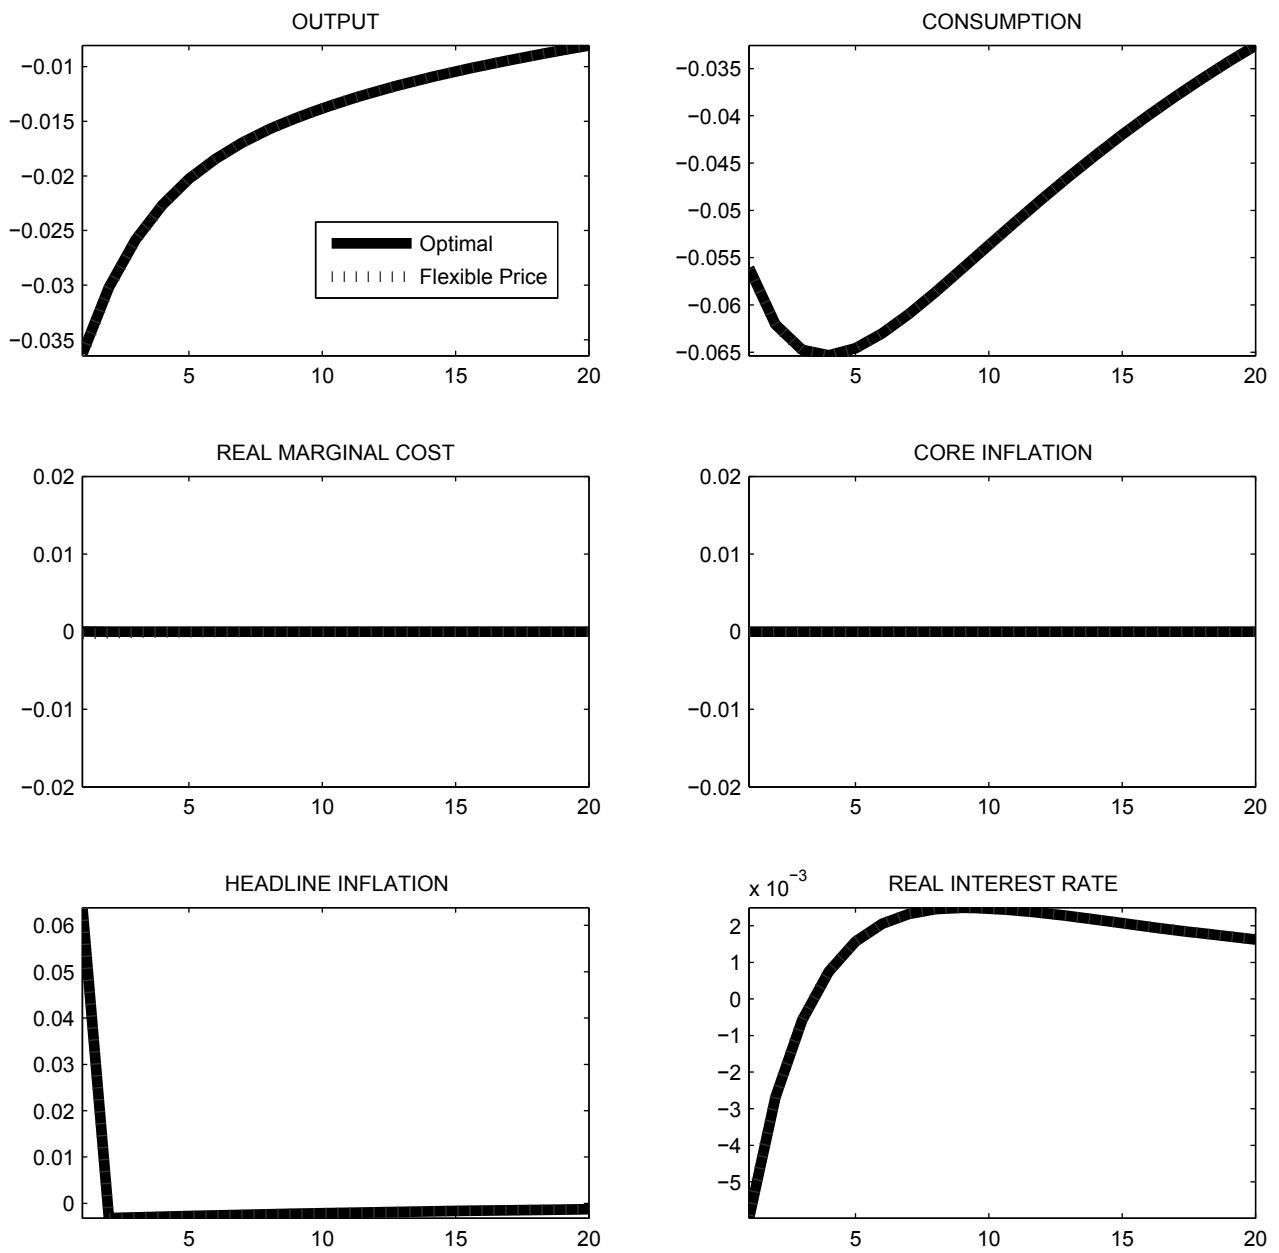 OUTPUT
−0.01
−0.015
−0.02
−0.025
−0.03
−0.035
Optimal
Flexible Price
5 10 15 20
CONSUMPTION
−0.035
−0.04
−0.045
−0.05
−0.055
−0.06
−0.065
5 10 15 20
REAL MARGINAL COST
0.02
0.01
0
−0.01
−0.02
5 10 15 20
CORE INFLATION
0.02
0.01
0
−0.01
−0.02
5 10 15 20
HEADLINE INFLATION
0.06
0.05
0.04
0.03
0.02
0.01
0
5 10 15 20
x 10⁻³ REAL INTEREST RATE
2
1
0
−1
−2
−3
−4
−5
5 10 15 20